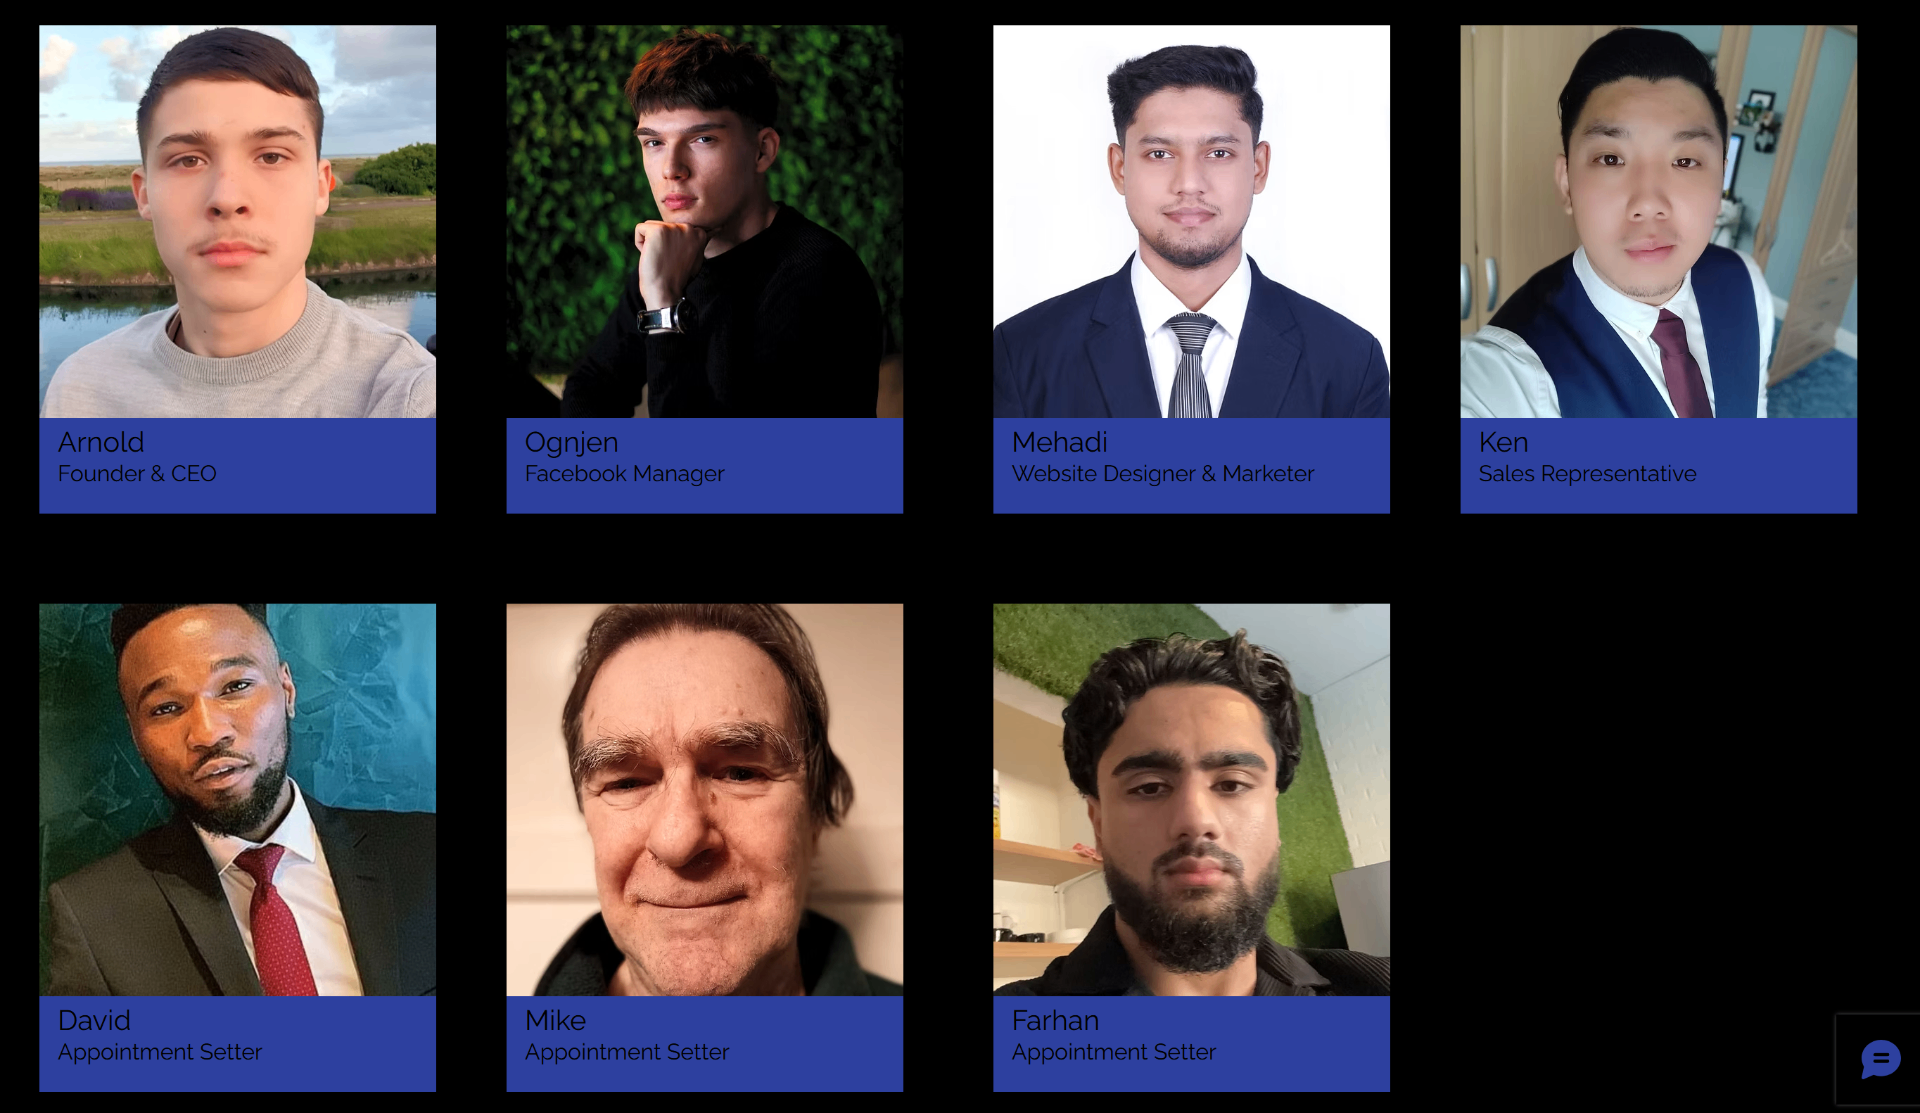 Arnold
Founder & CEO
Ognjen
Facebook Manager
Mehadi
Website Designer & Marketer
Ken
Sales Representative
David
Appointment Setter
Mike
Appointment Setter
Farhan
Appointment Setter